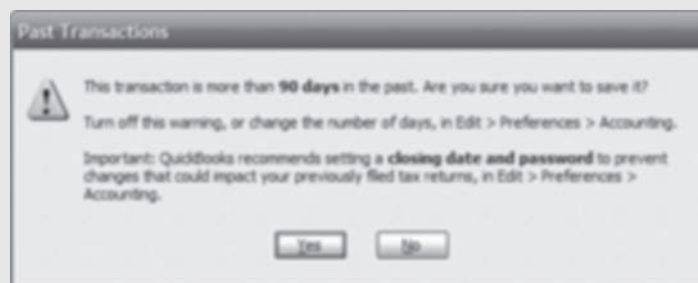 Past Transactions
This transaction is more than 90 days in the past. Are you sure you want to save it?
Turn off this warning, or change the number of days, in Edit > Preferences > Accounting.
Important: QuickBooks recommends setting a closing date and password to prevent
changes that could impact your previously filed tax returns, in Edit > Preferences >
Accounting.
Yes
No